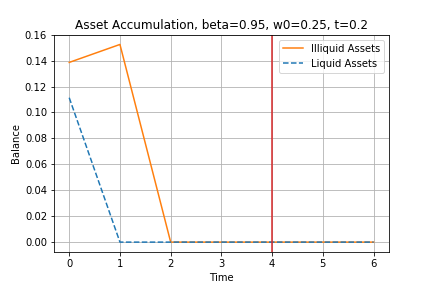 Asset Accumulation, beta=0.95, w0=0.25, t=0.2
0.16
0.14
0.12
0.10
0.08
0.06
0.04
0.02
0.00
Balance
Illiquid Assets
Liquid Assets
0 1 2 3 4 5 6
Time